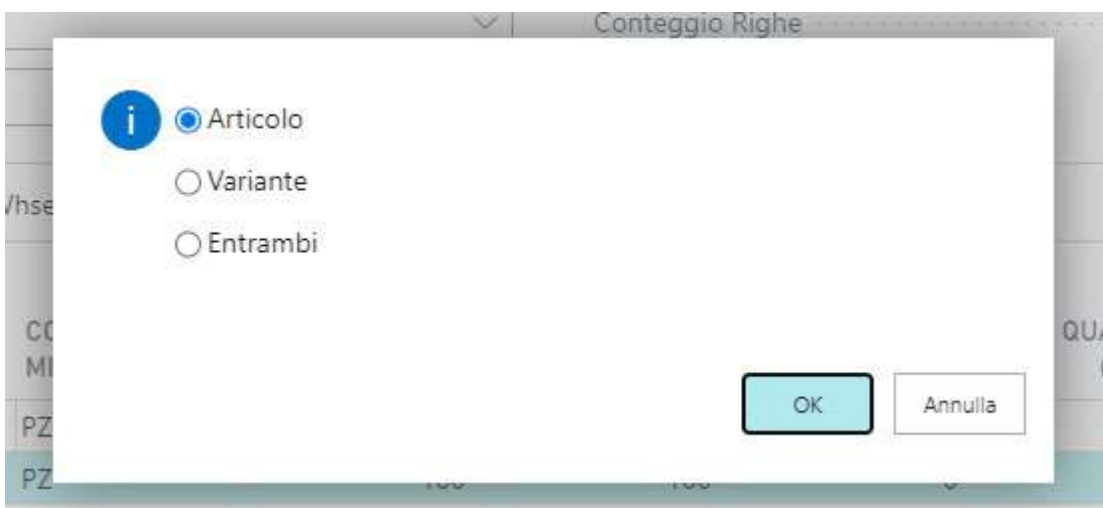 Conteggio Righe
i
Articolo
Variante
Entrambi
OK
Annulla
PZ
PZ